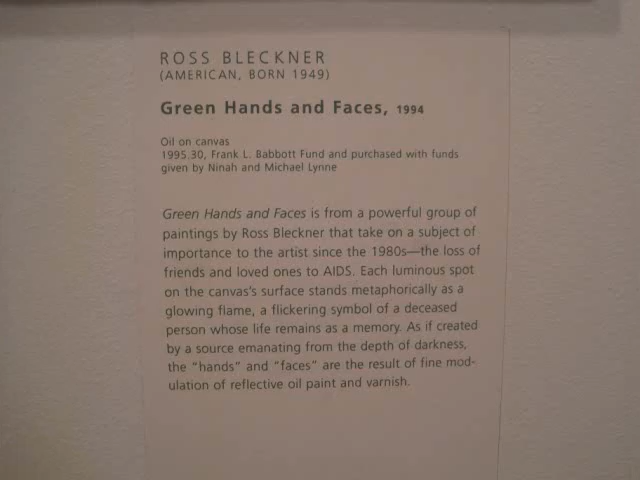 ROSS BLECKNER
(AMERICAN, BORN 1949)
Green Hands and Faces, 1994
Oil on canvas
1995.30, Frank L. Babbott Fund and purchased with funds
given by Ninah and Michael Lynne
Green Hands and Faces is from a powerful group of
paintings by Ross Bleckner that take on a subject of
importance to the artist since the 1980s—the loss of
friends and loved ones to AIDS. Each luminous spot
on the canvas's surface stands metaphorically as a
glowing flame, a flickering symbol of a deceased
person whose life remains as a memory. As if created
by a source emanating from the depth of darkness,
the "hands" and "faces" are the result of fine mod-
ulation of reflective oil paint and varnish.